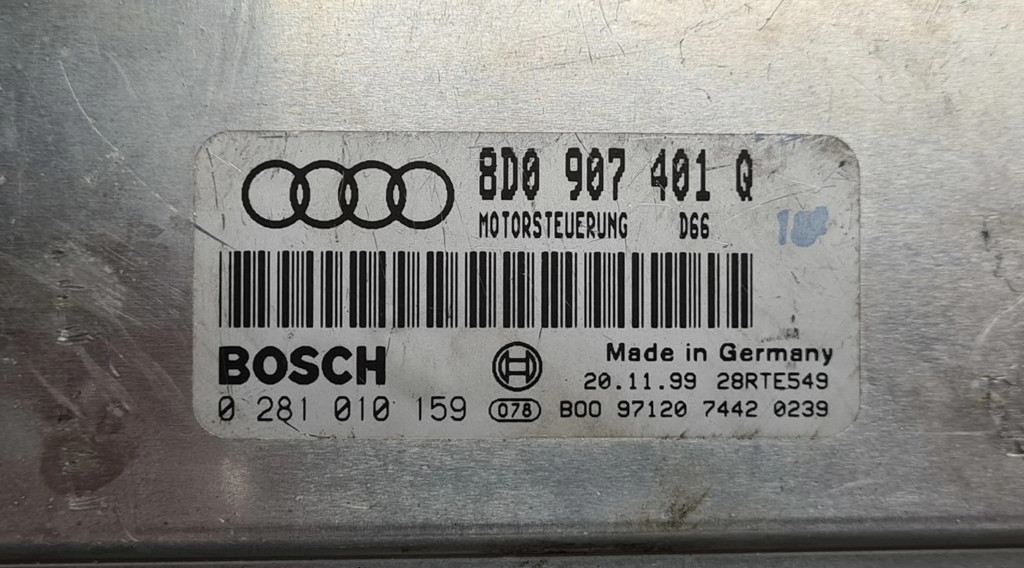 8D0 907 401 Q
MOTORSTEUERUNG D66
BOSCH
Made in Germany
20.11.99 28RTE549
0 281 010 159 078 B00 97120 7442 0239